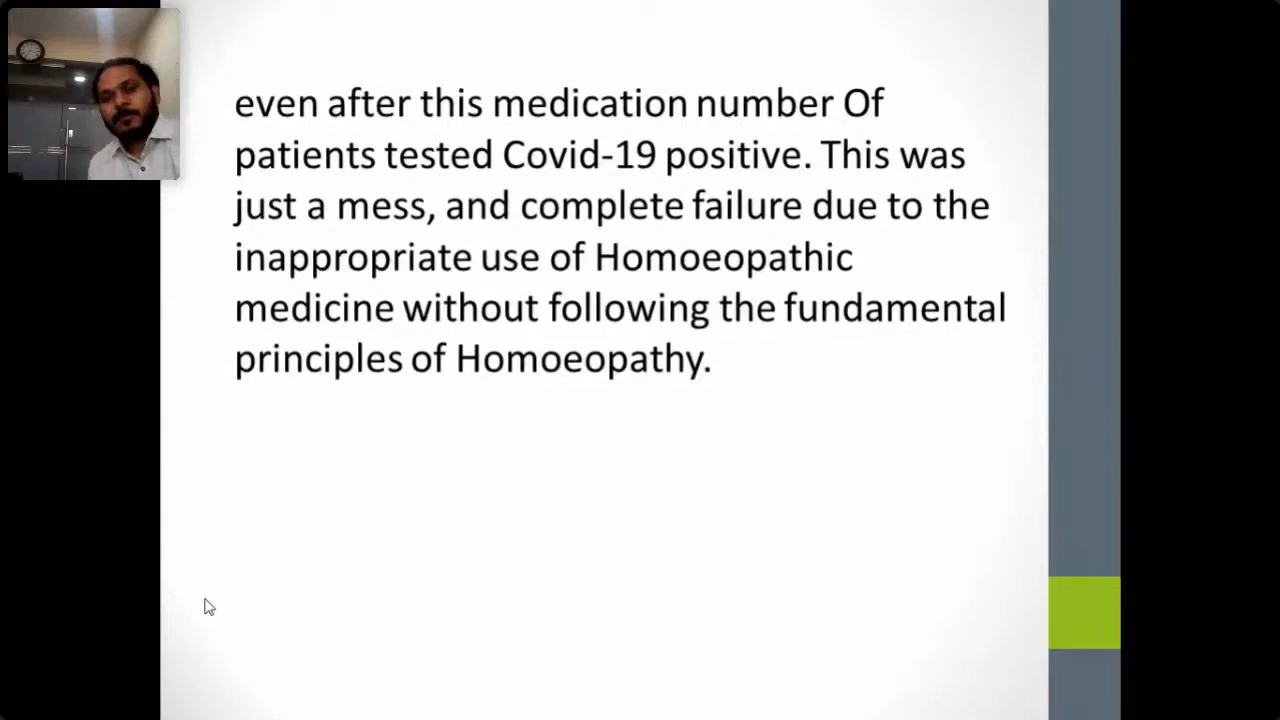 even after this medication number Of
patients tested Covid-19 positive. This was
just a mess, and complete failure due to the
inappropriate use of Homoeopathic
medicine without following the fundamental
principles of Homoeopathy.